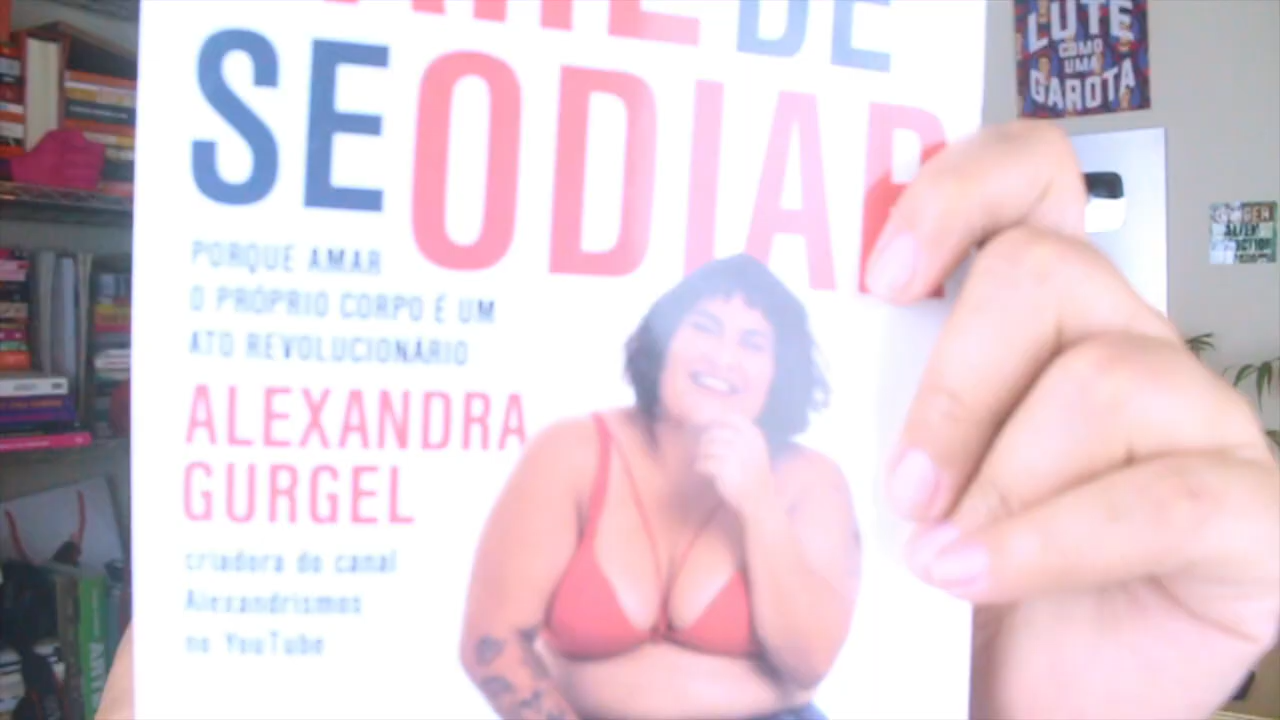 DE
SE ODIAR
PORQUE AMAR
O PRÓPRIO CORPO É UM
ATO REVOLUCIONÁRIO
ALEXANDRA
GURGEL
criadora do canal
Alexandrismos
no YouTube
LUTE
COMO
UMA
GAROTA